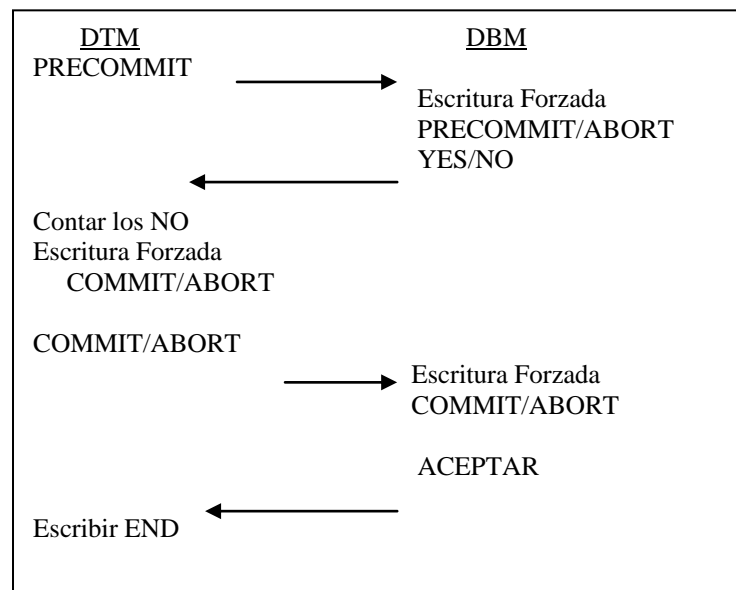 DTM DBM
PRECOMMIT
Escritura Forzada
PRECOMMIT/ABORT
YES/NO
Contar los NO
Escritura Forzada
COMMIT/ABORT
COMMIT/ABORT
Escritura Forzada
COMMIT/ABORT
ACEPTAR
Escribir END